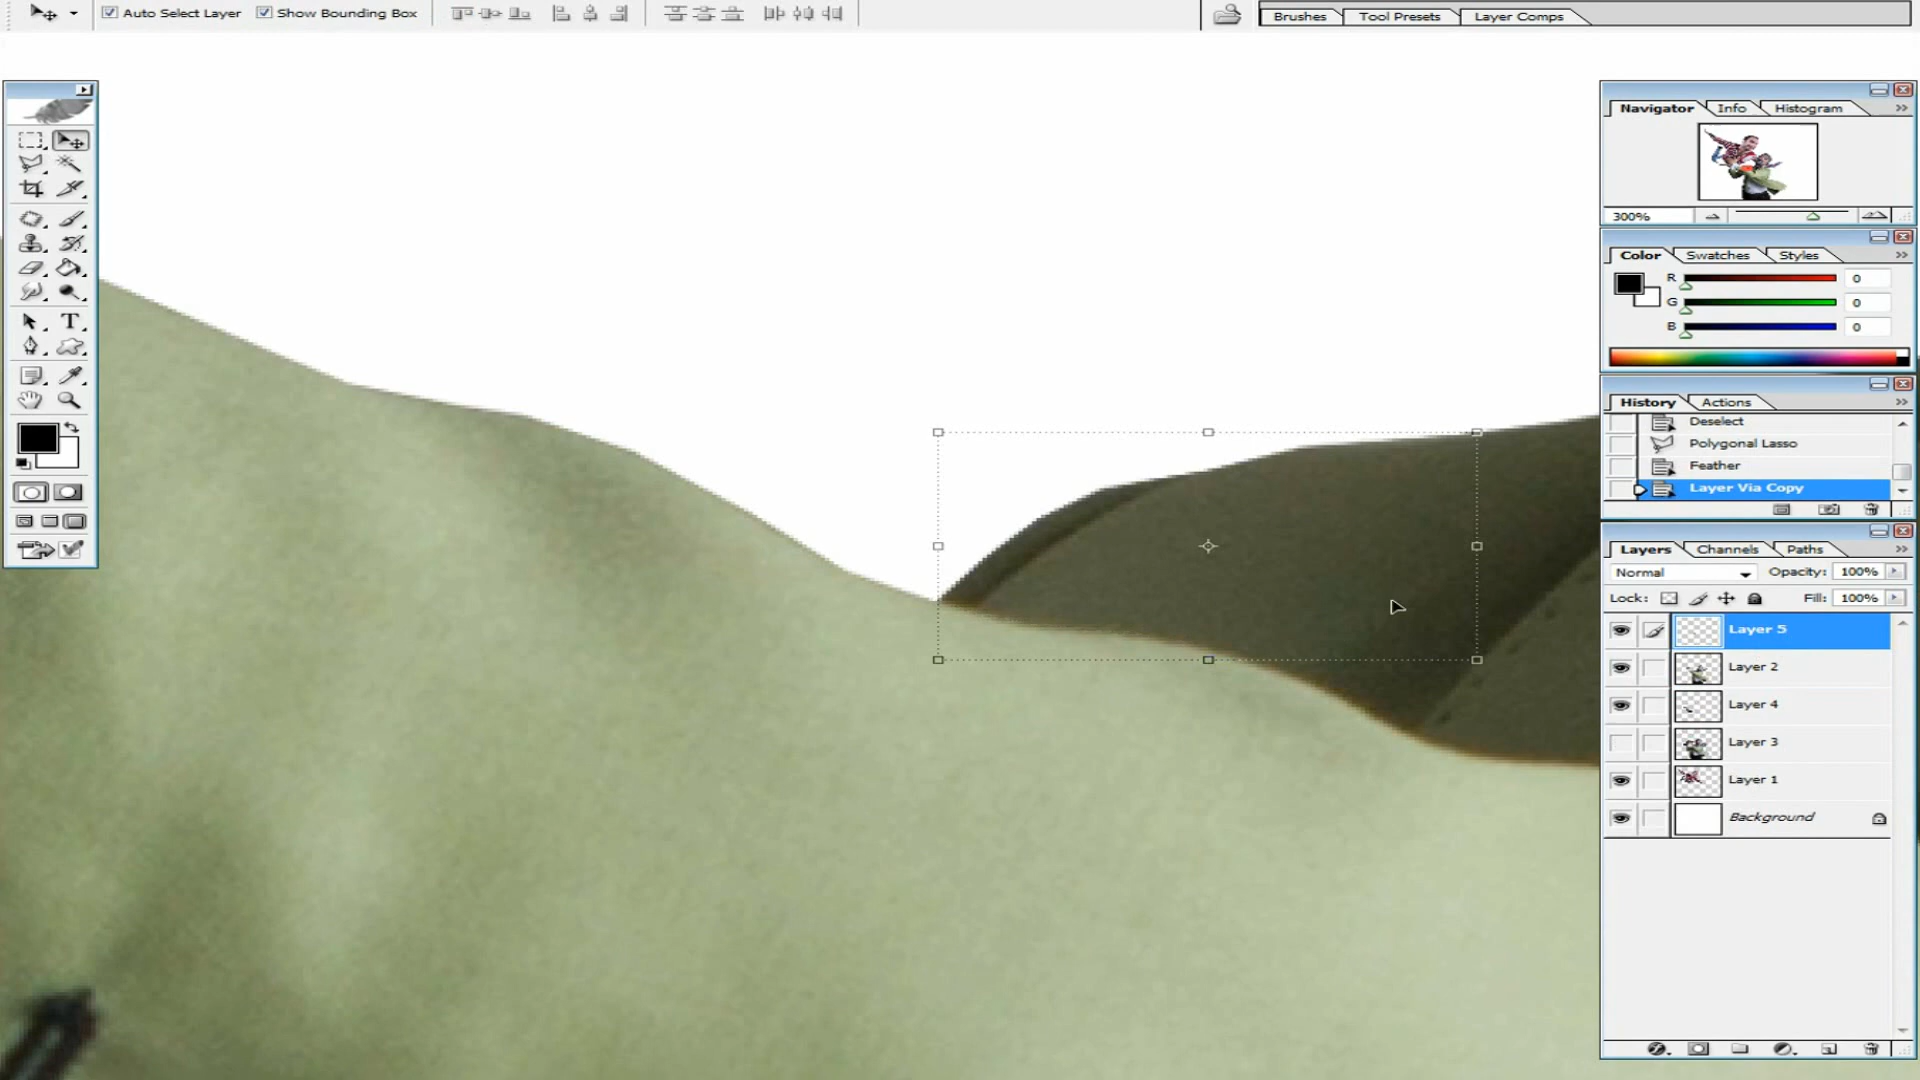 Auto Select Layer Show Bounding Box Brushes Tool Presets Layer Comps
Navigator Info Histogram
300%
Color Swatches Styles
R 0
G 0
B 0
History Actions
Deselect
Polygonal Lasso
Feather
Layer Via Copy
Layers Channels Paths
Normal Opacity: 100%
Lock: Fill: 100%
Layer 5
Layer 2
Layer 4
Layer 3
Layer 1
Background